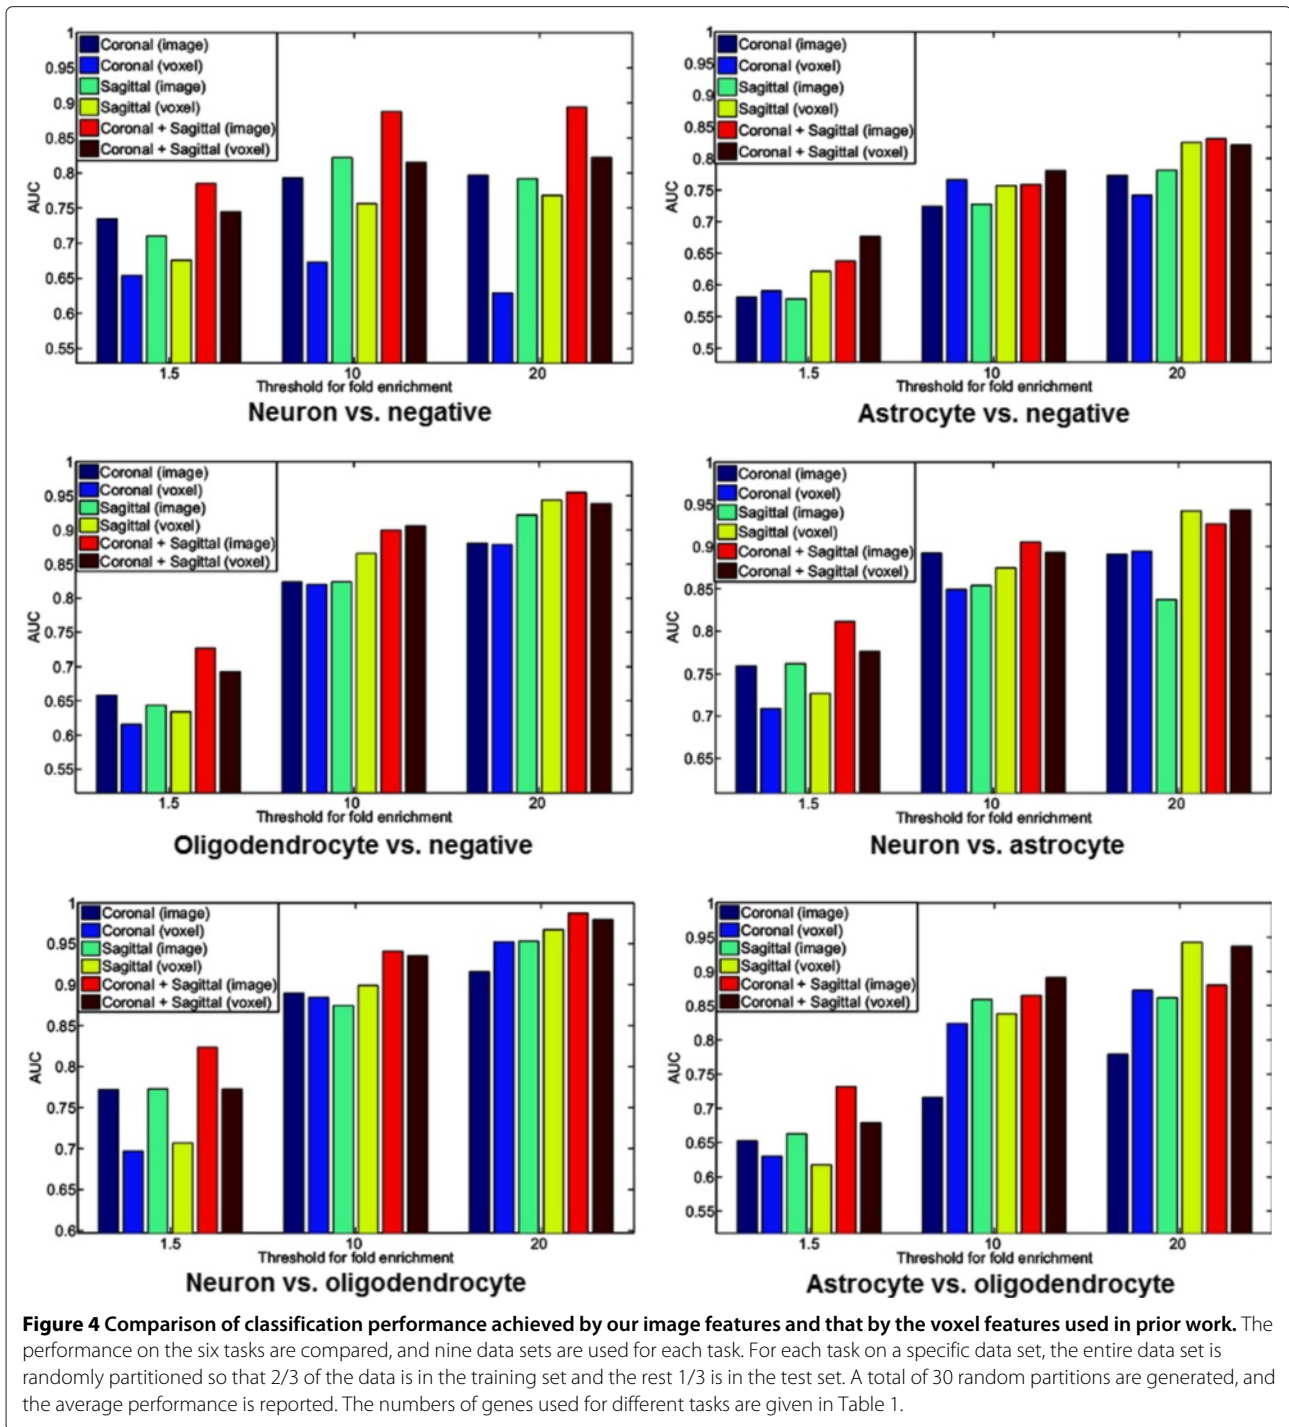 1
0.95
0.9
0.85
0.8
0.75
0.7
0.65
0.6
0.55
AUC
Coronal (image)
Coronal (voxel)
Sagittal (image)
Sagittal (voxel)
Coronal + Sagittal (image)
Coronal + Sagittal (voxel)
1.5
10
20
Threshold for fold enrichment
Neuron vs. negative
1
0.95
0.9
0.85
0.8
0.75
0.7
0.65
0.6
0.55
0.5
AUC
Coronal (image)
Coronal (voxel)
Sagittal (image)
Sagittal (voxel)
Coronal + Sagittal (image)
Coronal + Sagittal (voxel)
1.5
10
20
Threshold for fold enrichment
Astrocyte vs. negative
1
0.95
0.9
0.85
0.8
0.75
0.7
0.65
0.6
0.55
AUC
Coronal (image)
Coronal (voxel)
Sagittal (image)
Sagittal (voxel)
Coronal + Sagittal (image)
Coronal + Sagittal (voxel)
1.5
10
20
Threshold for fold enrichment
Oligodendrocyte vs. negative
1
0.95
0.9
0.85
0.8
0.75
0.7
0.65
AUC
Coronal (image)
Coronal (voxel)
Sagittal (image)
Sagittal (voxel)
Coronal + Sagittal (image)
Coronal + Sagittal (voxel)
1.5
10
20
Threshold for fold enrichment
Neuron vs. astrocyte
1
0.95
0.9
0.85
0.8
0.75
0.7
0.65
0.6
AUC
Coronal (image)
Coronal (voxel)
Sagittal (image)
Sagittal (voxel)
Coronal + Sagittal (image)
Coronal + Sagittal (voxel)
1.5
10
20
Threshold for fold enrichment
Neuron vs. oligodendrocyte
1
0.95
0.9
0.85
0.8
0.75
0.7
0.65
0.6
0.55
AUC
Coronal (image)
Coronal (voxel)
Sagittal (image)
Sagittal (voxel)
Coronal + Sagittal (image)
Coronal + Sagittal (voxel)
1.5
10
20
Threshold for fold enrichment
Astrocyte vs. oligodendrocyte
Figure 4 Comparison of classification performance achieved by our image features and that by the voxel features used in prior work. The
performance on the six tasks are compared, and nine data sets are used for each task. For each task on a specific data set, the entire data set is
randomly partitioned so that 2/3 of the data is in the training set and the rest 1/3 is in the test set. A total of 30 random partitions are generated, and
the average performance is reported. The numbers of genes used for different tasks are given in Table 1.